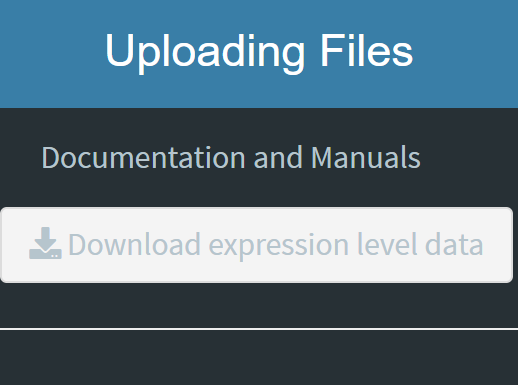 Uploading Files
Documentation and Manuals
Download expression level data